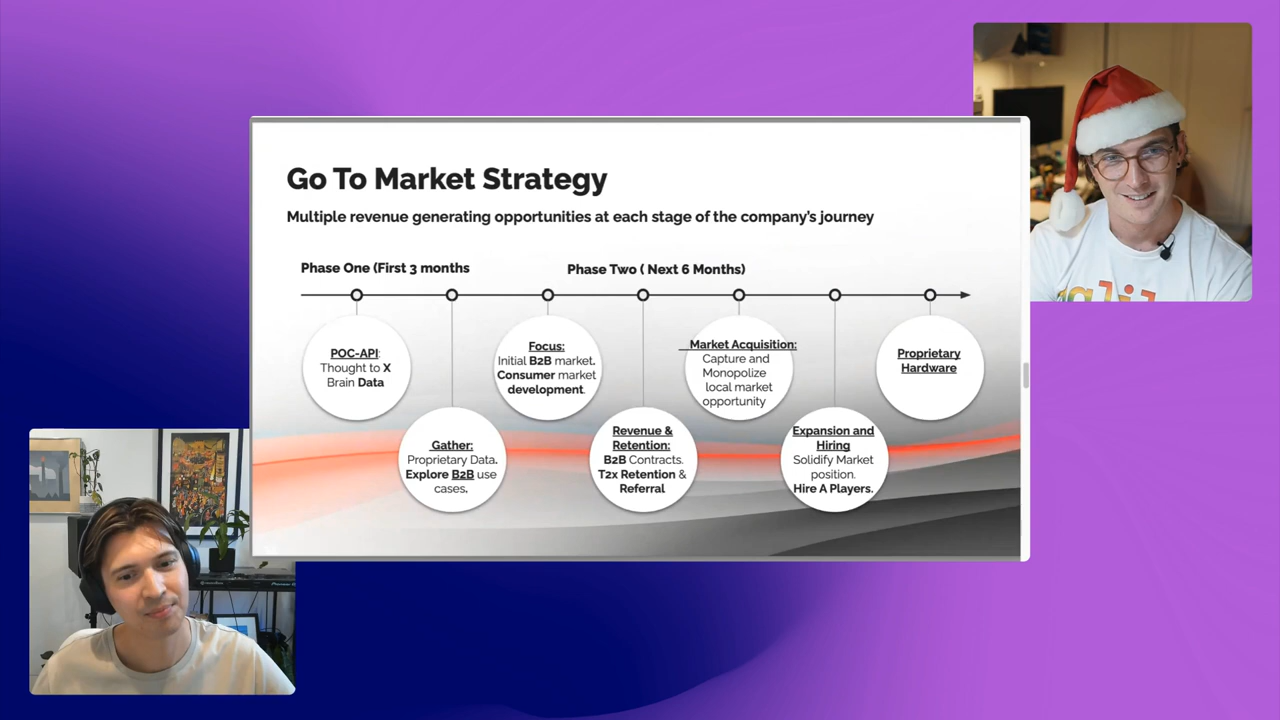 Go To Market Strategy
Multiple revenue generating opportunities at each stage of the company's journey
Phase One (First 3 months
Phase Two ( Next 6 Months)
POC-API:
Thought to X
Brain Data
Gather:
Proprietary Data.
Explore B2B use
cases.
Focus:
Initial B2B market.
Consumer market
development.
Revenue &
Retention:
B2B Contracts.
T2x Retention &
Referral
Market Acquisition:
Capture and
Monopolize
local market
opportunity
Expansion and
Hiring
Solidify Market
position.
Hire A Players.
Proprietary
Hardware